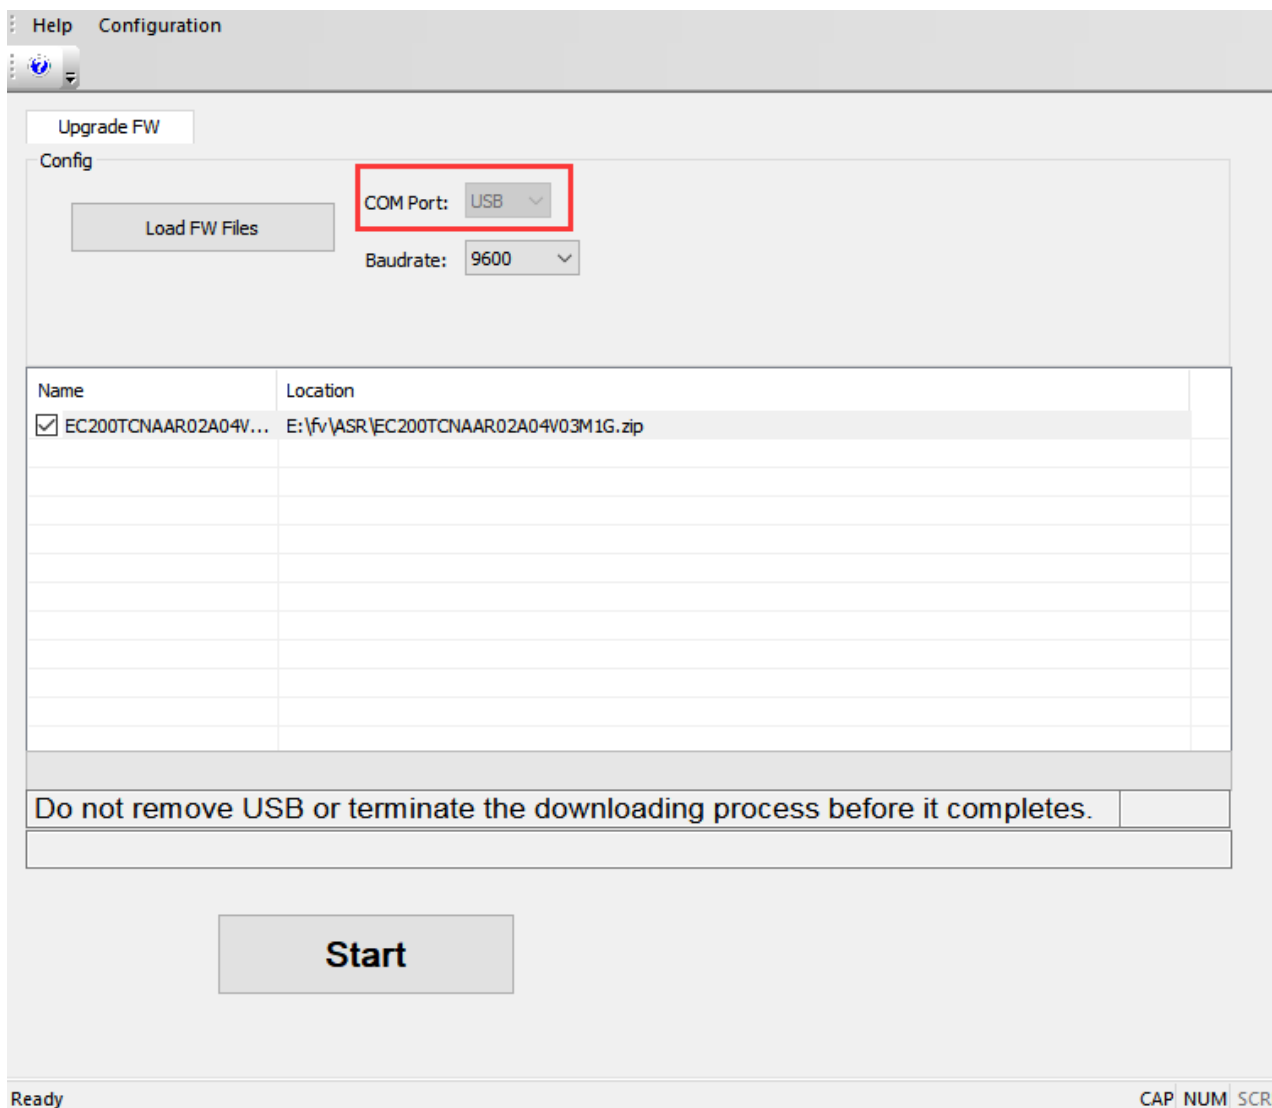 Help Configuration
Upgrade FW
Config
COM Port: USB
Load FW Files
Baudrate: 9600
Name Location
EC200TCNAAR02A04V... E:\fv\ASR\EC200TCNAAR02A04V03M1G.zip
Do not remove USB or terminate the downloading process before it completes.
Start
Ready CAP NUM SCR